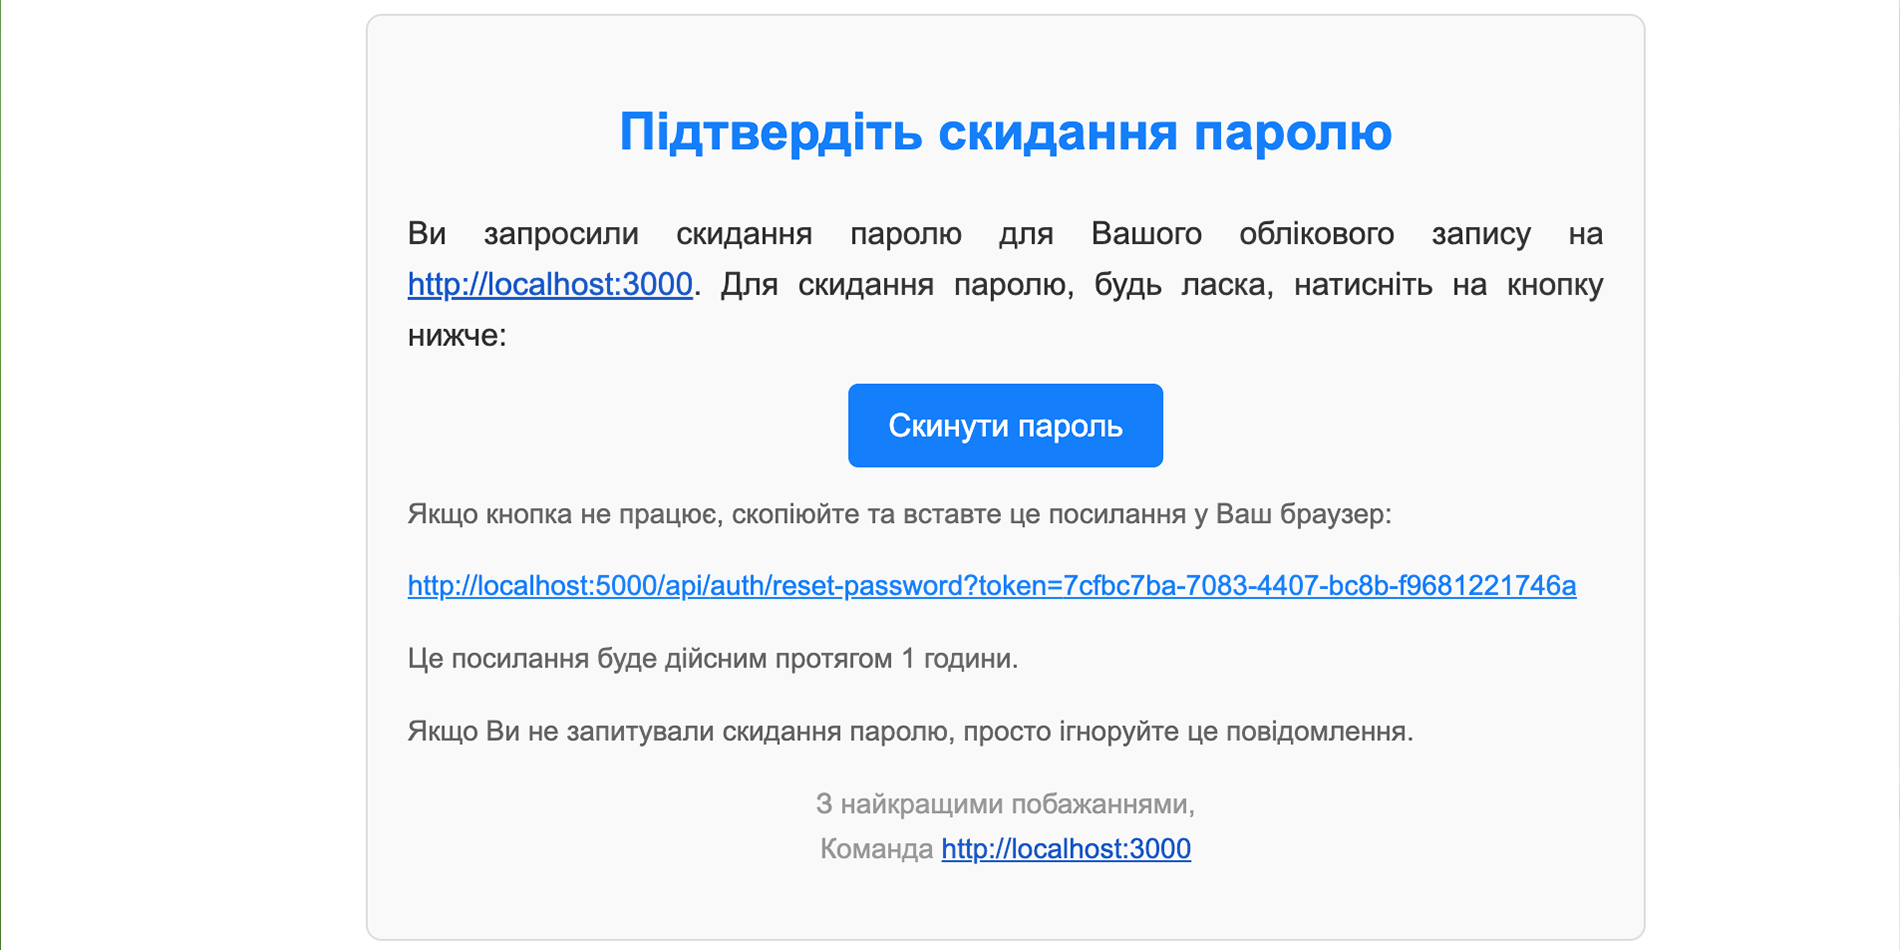 Підтвердіть скидання паролю
Ви запросили скидання паролю для Вашого облікового запису на
http://localhost:3000. Для скидання паролю, будь ласка, натисніть на кнопку
нижче:
Скинути пароль
Якщо кнопка не працює, скопіюйте та вставте це посилання у Ваш браузер:
http://localhost:5000/api/auth/reset-password?token=7cfbc7ba-7083-4407-bc8b-f9681221746a
Це посилання буде дійсним протягом 1 години.
Якщо Ви не запитували скидання паролю, просто ігноруйте це повідомлення.
З найкращими побажаннями,
Команда http://localhost:3000